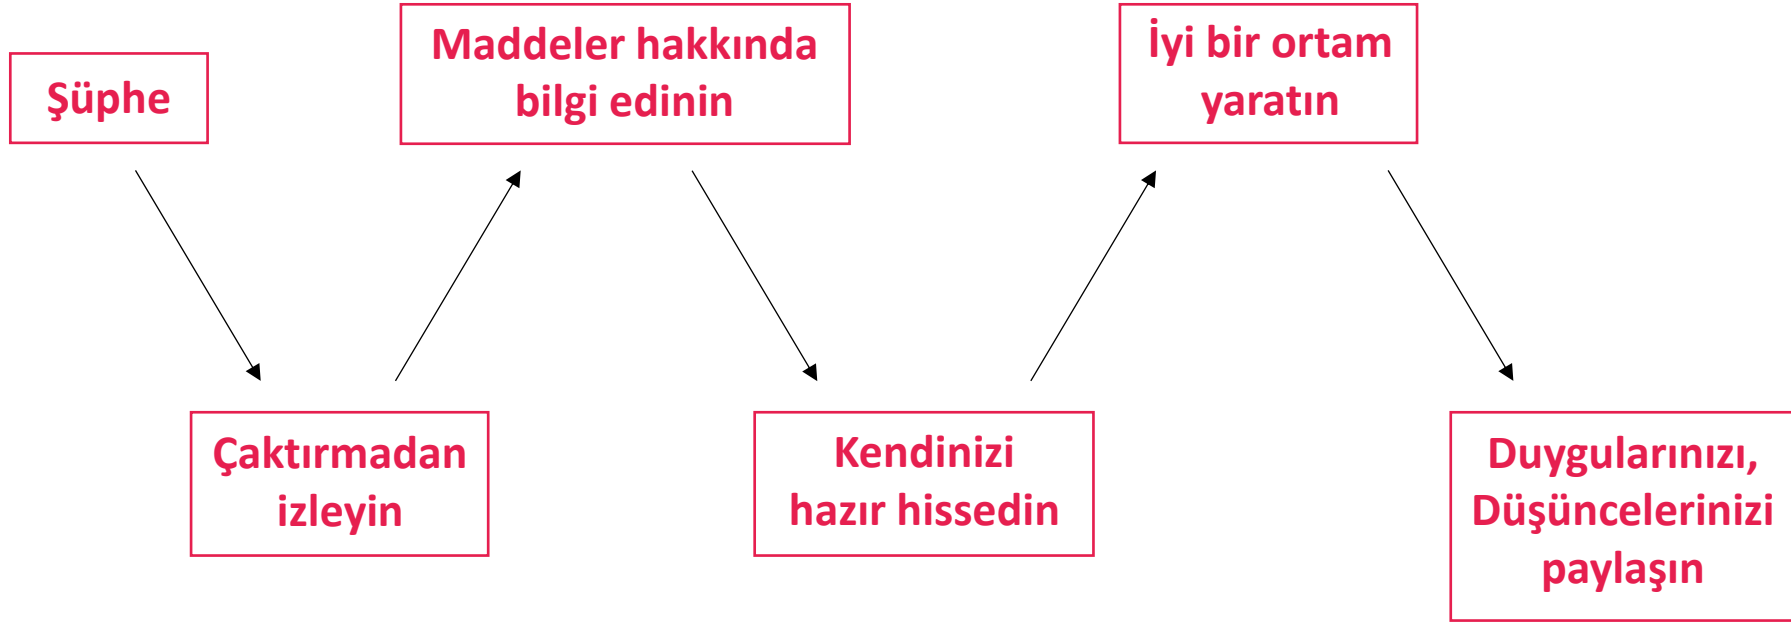 Şüphe
Çaktırmadan
izleyin
Maddeler hakkında
bilgi edinin
Kendinizi
hazır hissedin
İyi bir ortam
yaratın
Duygularınızı,
Düşüncelerinizi
paylaşın